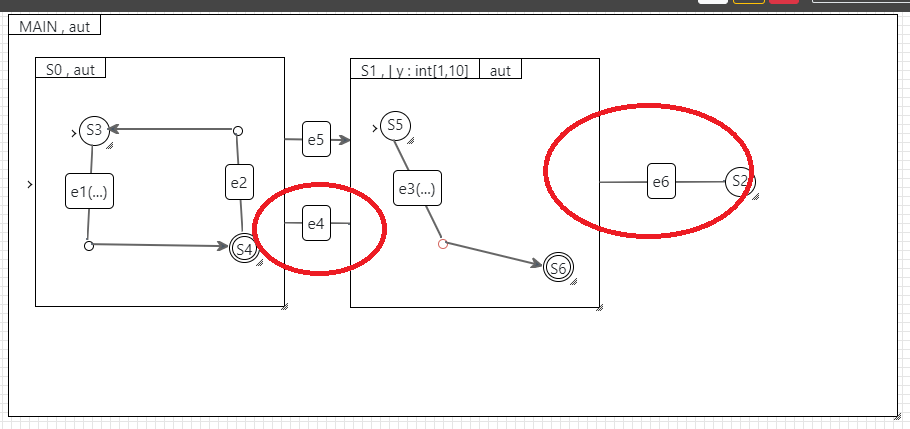 MAIN , aut
S0 , aut
S1 , | y : int[1,10]
aut
S3
e1(...)
e2
S4
e5
e4
S5
e3(...)
S6
e6
S2